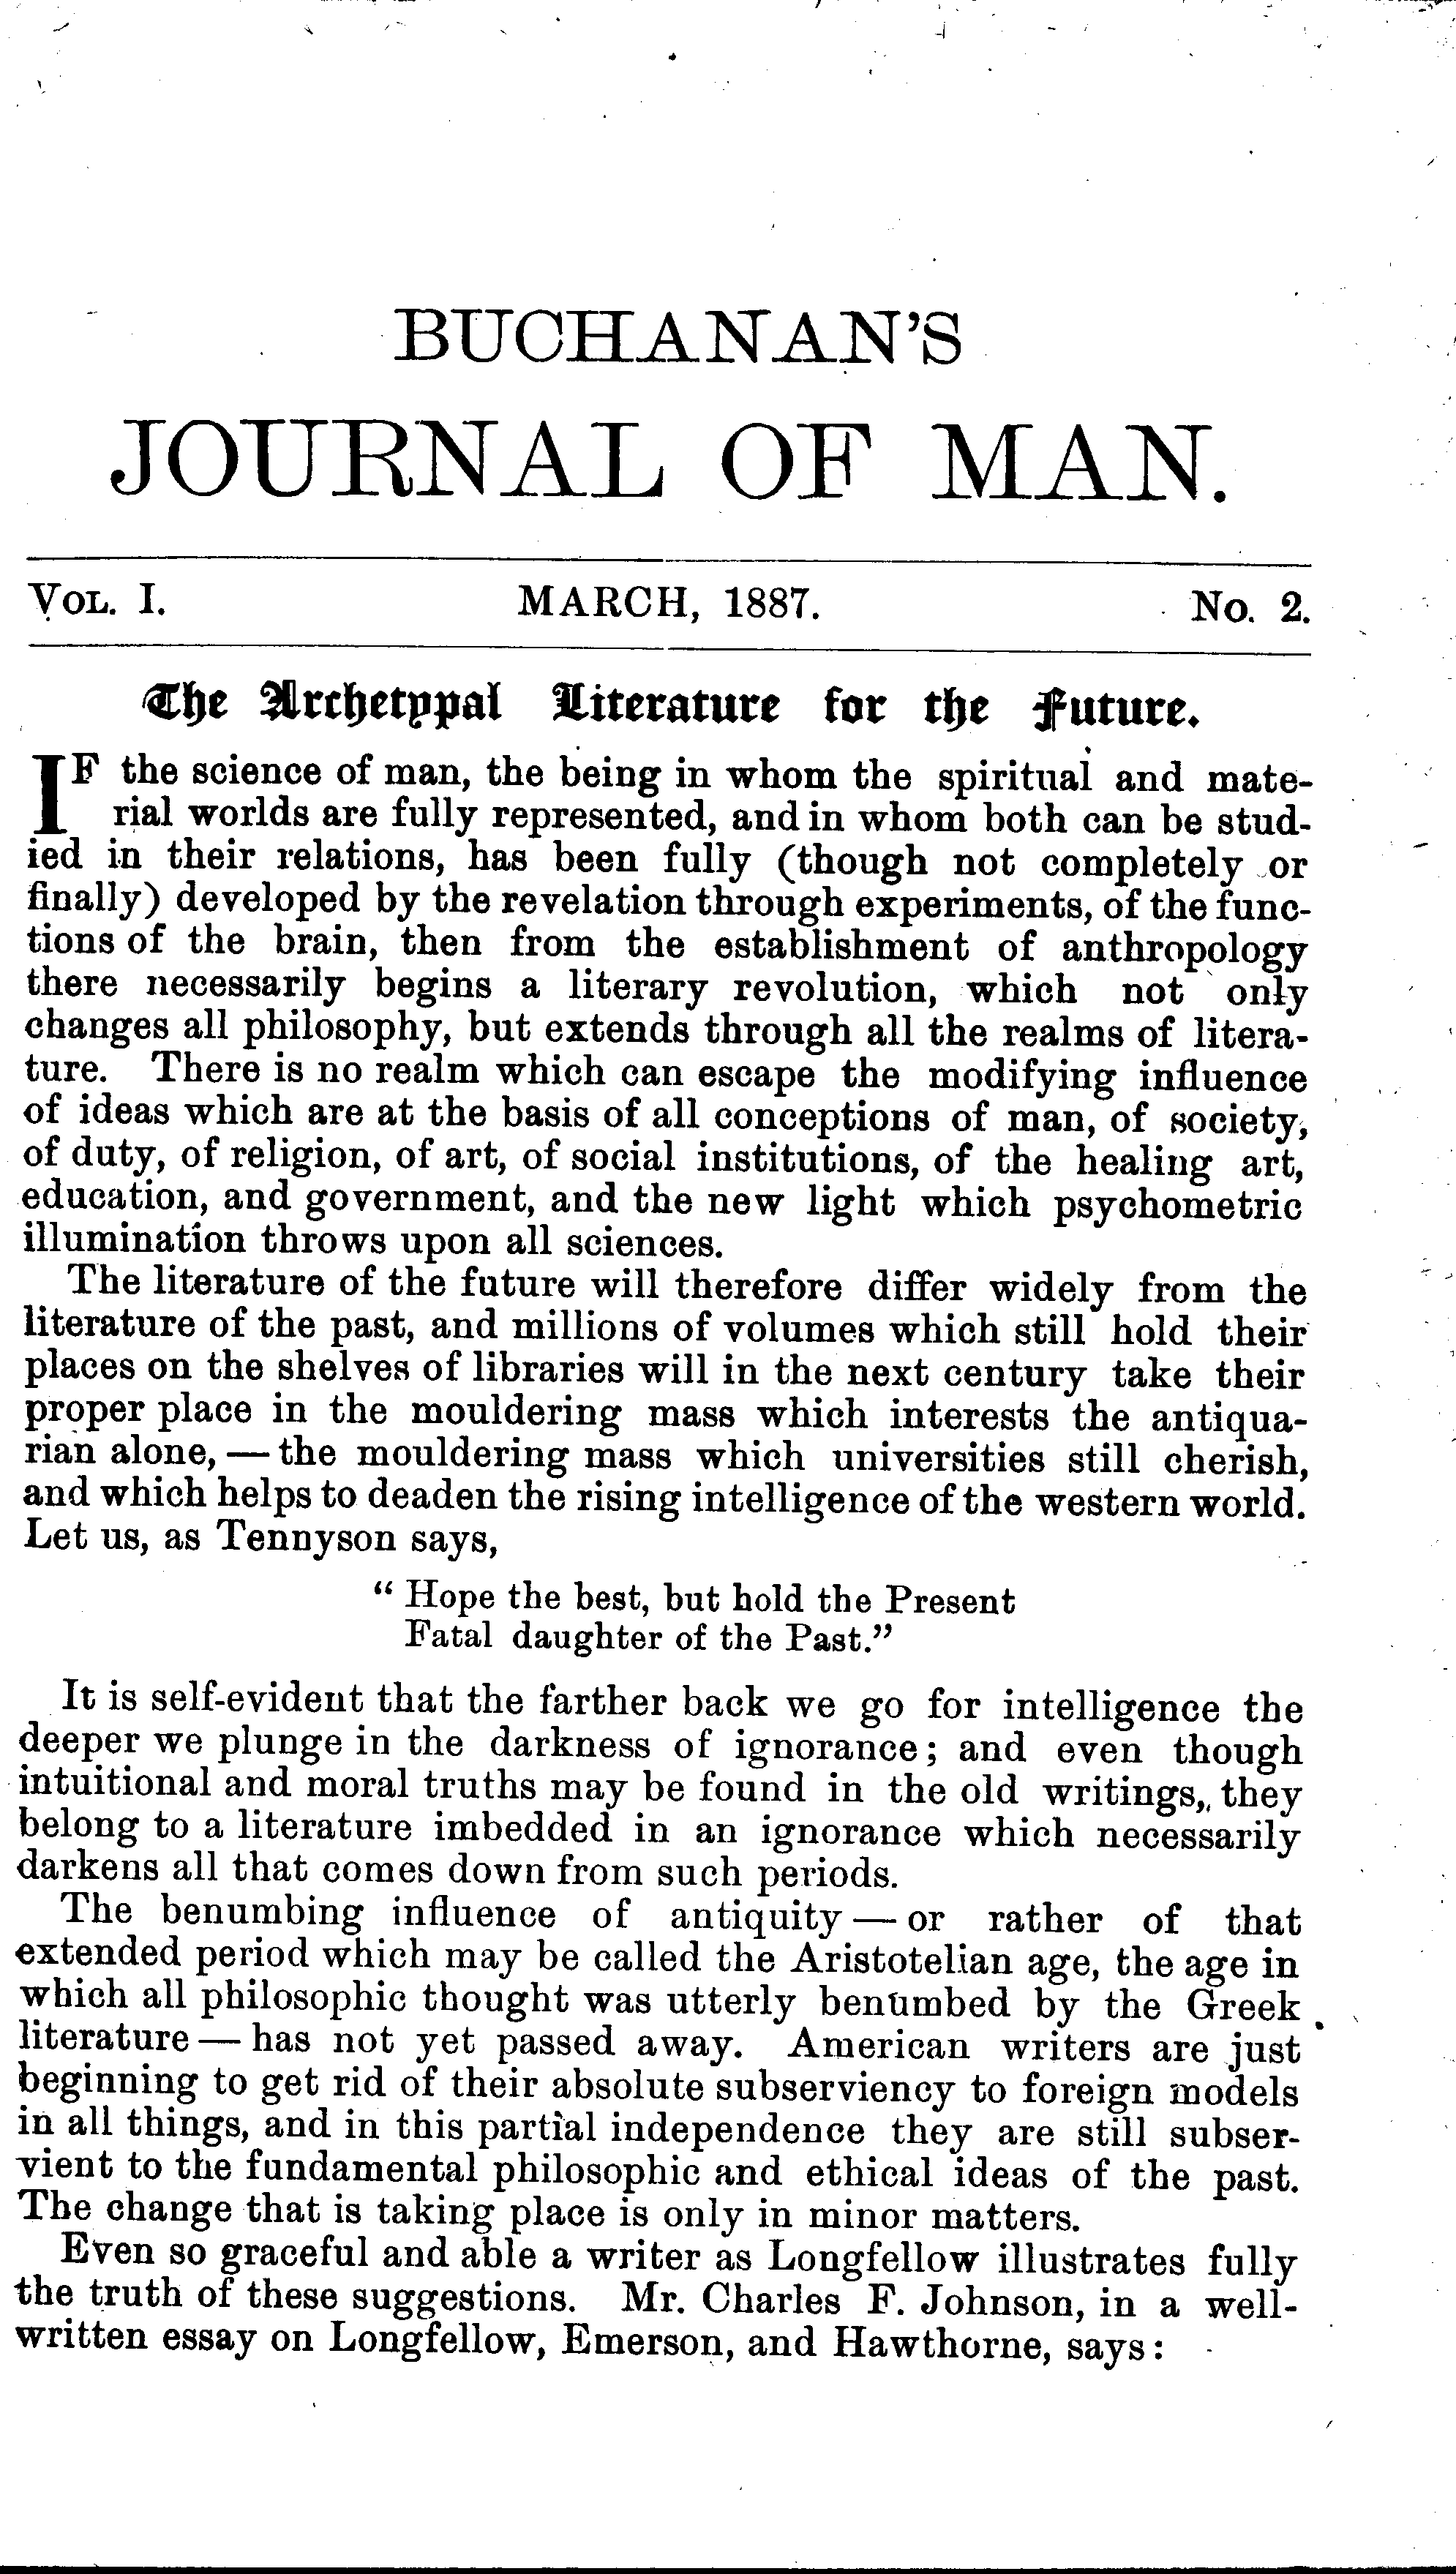 BUCHANAN'S
JOURNAL OF MAN.
VOL. I. MARCH, 1887. NO. 2.
The Archetypal Literature for the Future.
IF the science of man, the being in whom the spiritual and mate-
rial worlds are fully represented, and in whom both can be stud-
ied in their relations, has been fully (though not completely or
finally) developed by the revelation through experiments, of the func-
tions of the brain, then from the establishment of anthropology
there necessarily begins a literary revolution, which not only
changes all philosophy, but extends through all the realms of litera-
ture. There is no realm which can escape the modifying influence
of ideas which are at the basis of all conceptions of man, of society,
of duty, of religion, of art, of social institutions, of the healing art,
education, and government, and the new light which psychometric
illumination throws upon all sciences.
The literature of the future will therefore differ widely from the
literature of the past, and millions of volumes which still hold their
places on the shelves of libraries will in the next century take their
proper place in the mouldering mass which interests the antiqua-
rian alone, — the mouldering mass which universities still cherish,
and which helps to deaden the rising intelligence of the western world.
Let us, as Tennyson says,
“ Hope the best, but hold the Present
Fatal daughter of the Past.”
It is self-evident that the farther back we go for intelligence the
deeper we plunge in the darkness of ignorance; and even though
intuitional and moral truths may be found in the old writings, they
belong to a literature imbedded in an ignorance which necessarily
darkens all that comes down from such periods.
The benumbing influence of antiquity — or rather of that
extended period which may be called the Aristotelian age, the age in
which all philosophic thought was utterly benumbed by the Greek
literature — has not yet passed away. American writers are just
beginning to get rid of their absolute subserviency to foreign models
in all things, and in this partial independence they are still subser-
vient to the fundamental philosophic and ethical ideas of the past.
The change that is taking place is only in minor matters.
Even so graceful and able a writer as Longfellow illustrates fully
the truth of these suggestions. Mr. Charles F. Johnson, in a well-
written essay on Longfellow, Emerson, and Hawthorne, says: